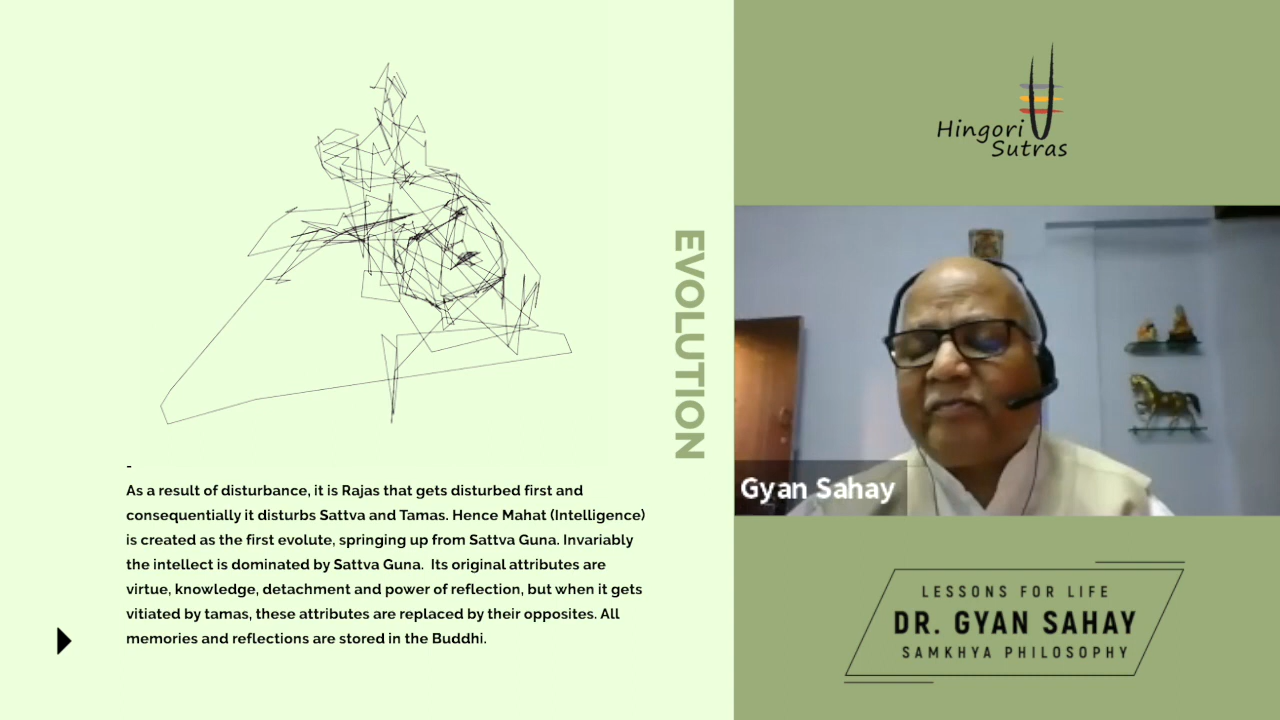 As a result of disturbance, it is Rajas that gets disturbed first and
consequentially it disturbs Sattva and Tamas. Hence Mahat (Intelligence)
is created as the first evolute, springing up from Sattva Guna. Invariably
the intellect is dominated by Sattva Guna. Its original attributes are
virtue, knowledge, detachment and power of reflection, but when it gets
vitiated by tamas, these attributes are replaced by their opposites. All
memories and reflections are stored in the Buddhi.
EVOLUTION
Hingori
Sutras
Gyan Sahay
LESSONS FOR LIFE
DR. GYAN SAHAY
SAMKHYA PHILOSOPHY